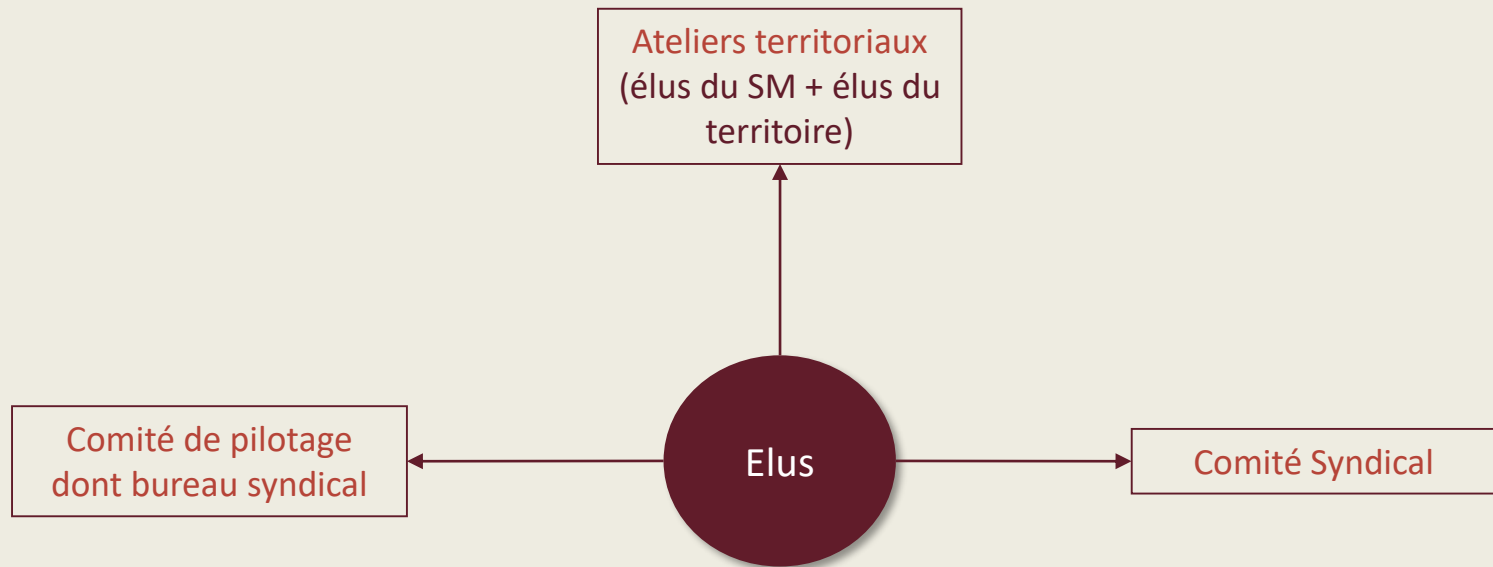 Ateliers territoriaux
(élus du SM + élus du
territoire)
Comité de pilotage
dont bureau syndical
Elus
Comité Syndical